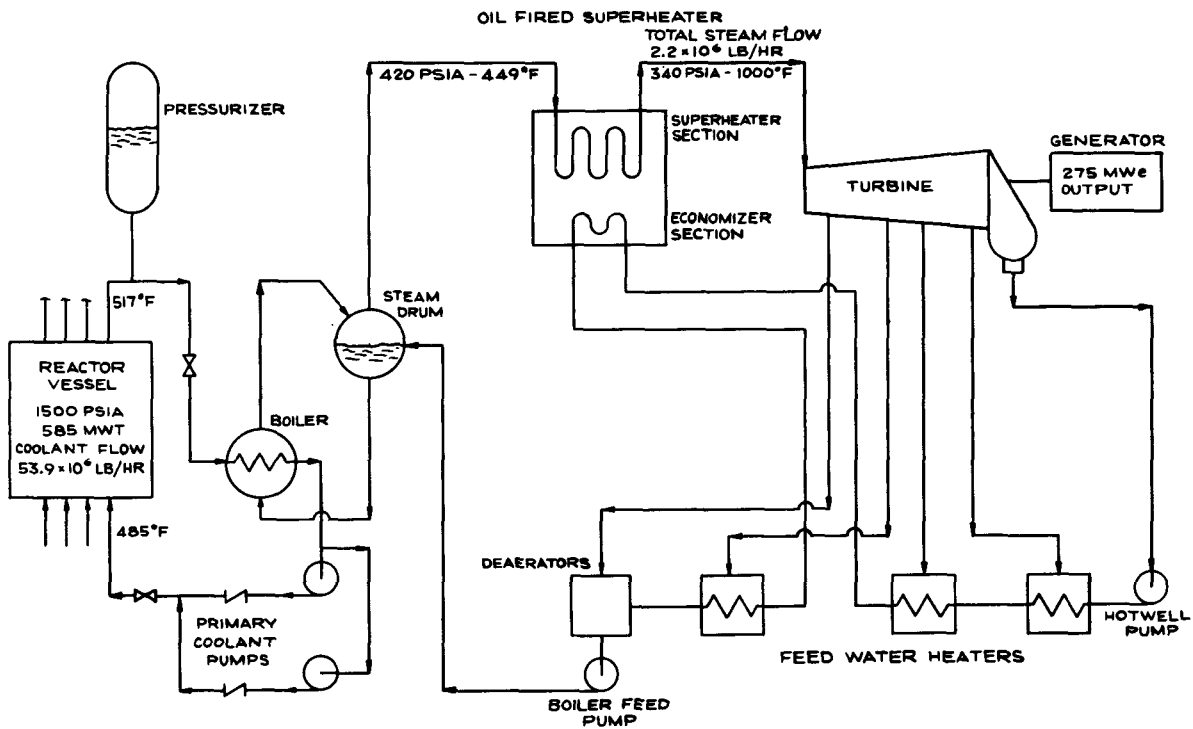 OIL FIRED SUPERHEATER
TOTAL STEAM FLOW
2.2×10⁶ LB/HR
420 PSIA - 449°F
340 PSIA - 1000°F
PRESSURIZER
SUPERHEATER
SECTION
GENERATOR
275 MWe
OUTPUT
TURBINE
ECONOMIZER
SECTION
517°F
STEAM
DRUM
REACTOR
VESSEL
1500 PSIA
585 MWT
COOLANT FLOW
53.9×10⁶ LB/HR
BOILER
485°F
DEAERATORS
PRIMARY
COOLANT
PUMPS
HOTWELL
PUMP
FEED WATER HEATERS
BOILER FEED
PUMP